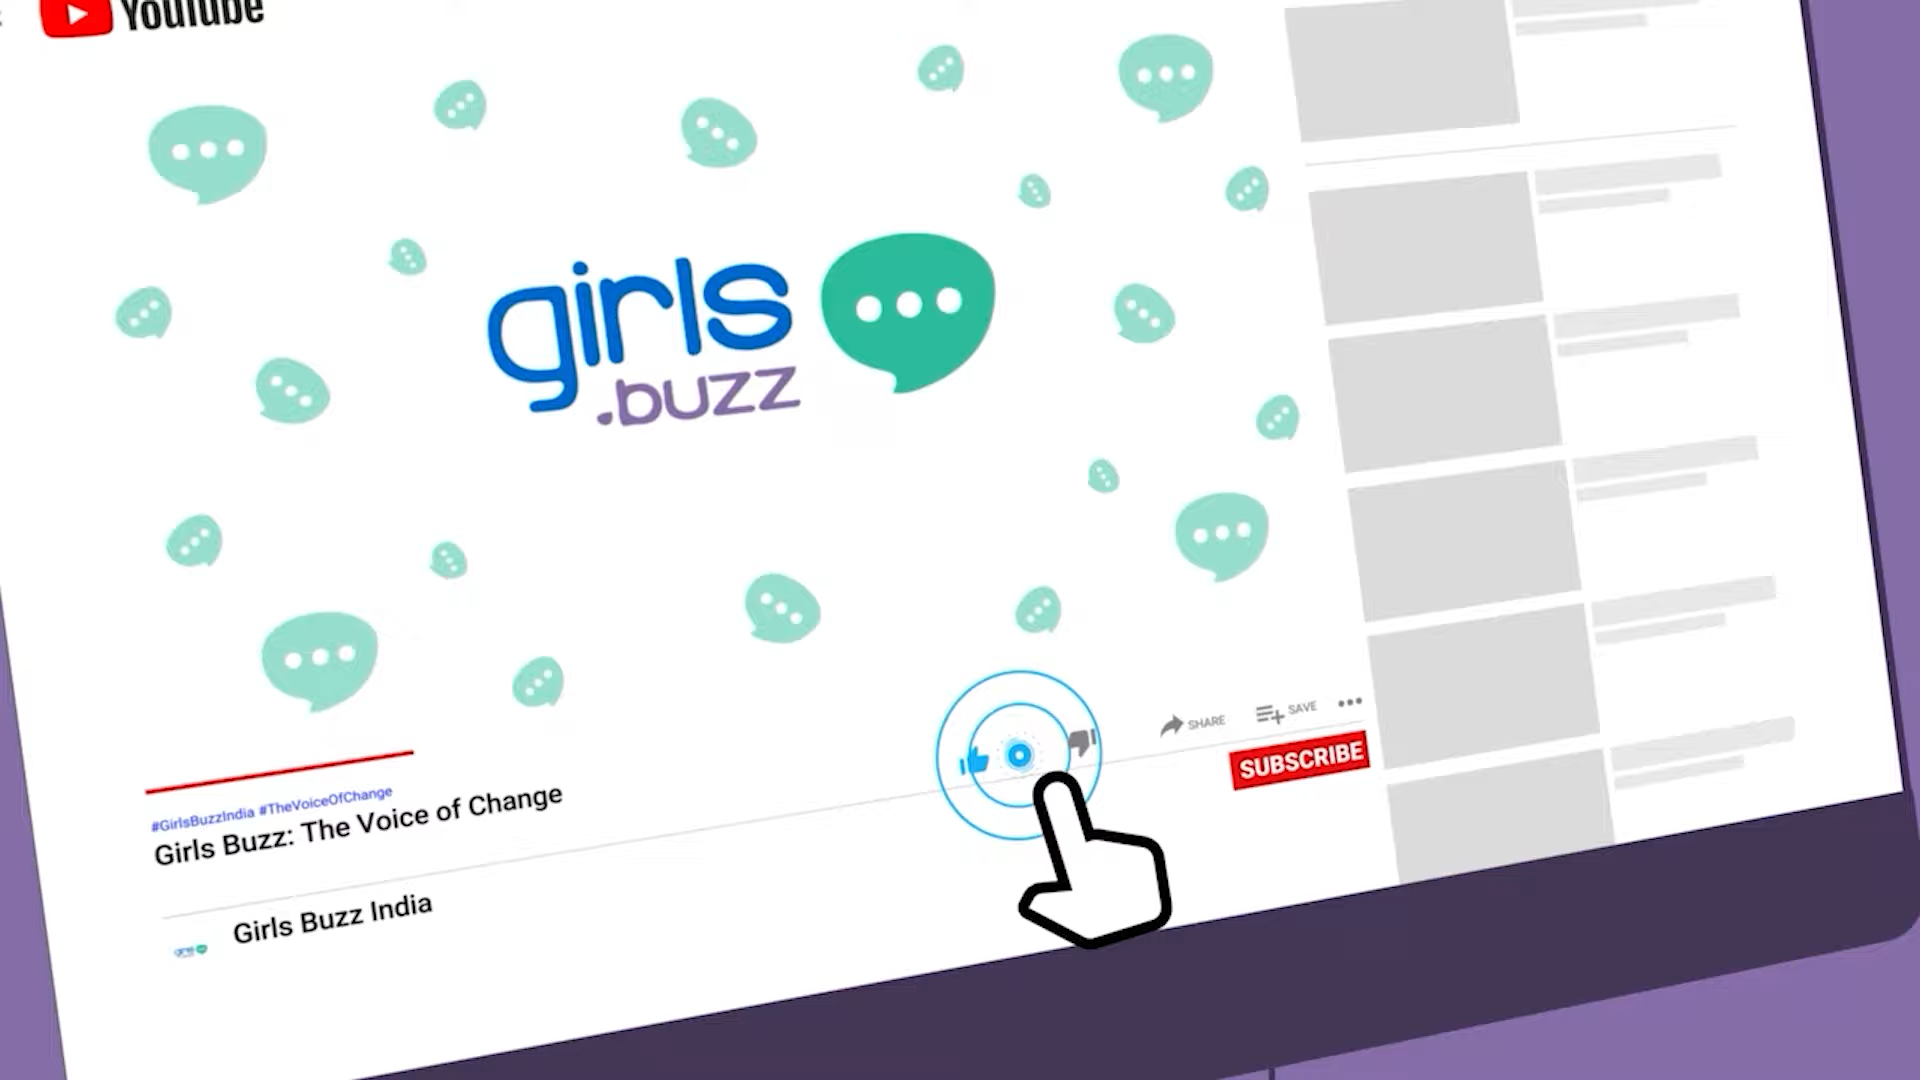 YouTube
girls
.buzz
SHARE
SAVE
SUBSCRIBE
#GirlsBuzzIndia #TheVoiceOfChange
Girls Buzz: The Voice of Change
Girls Buzz India